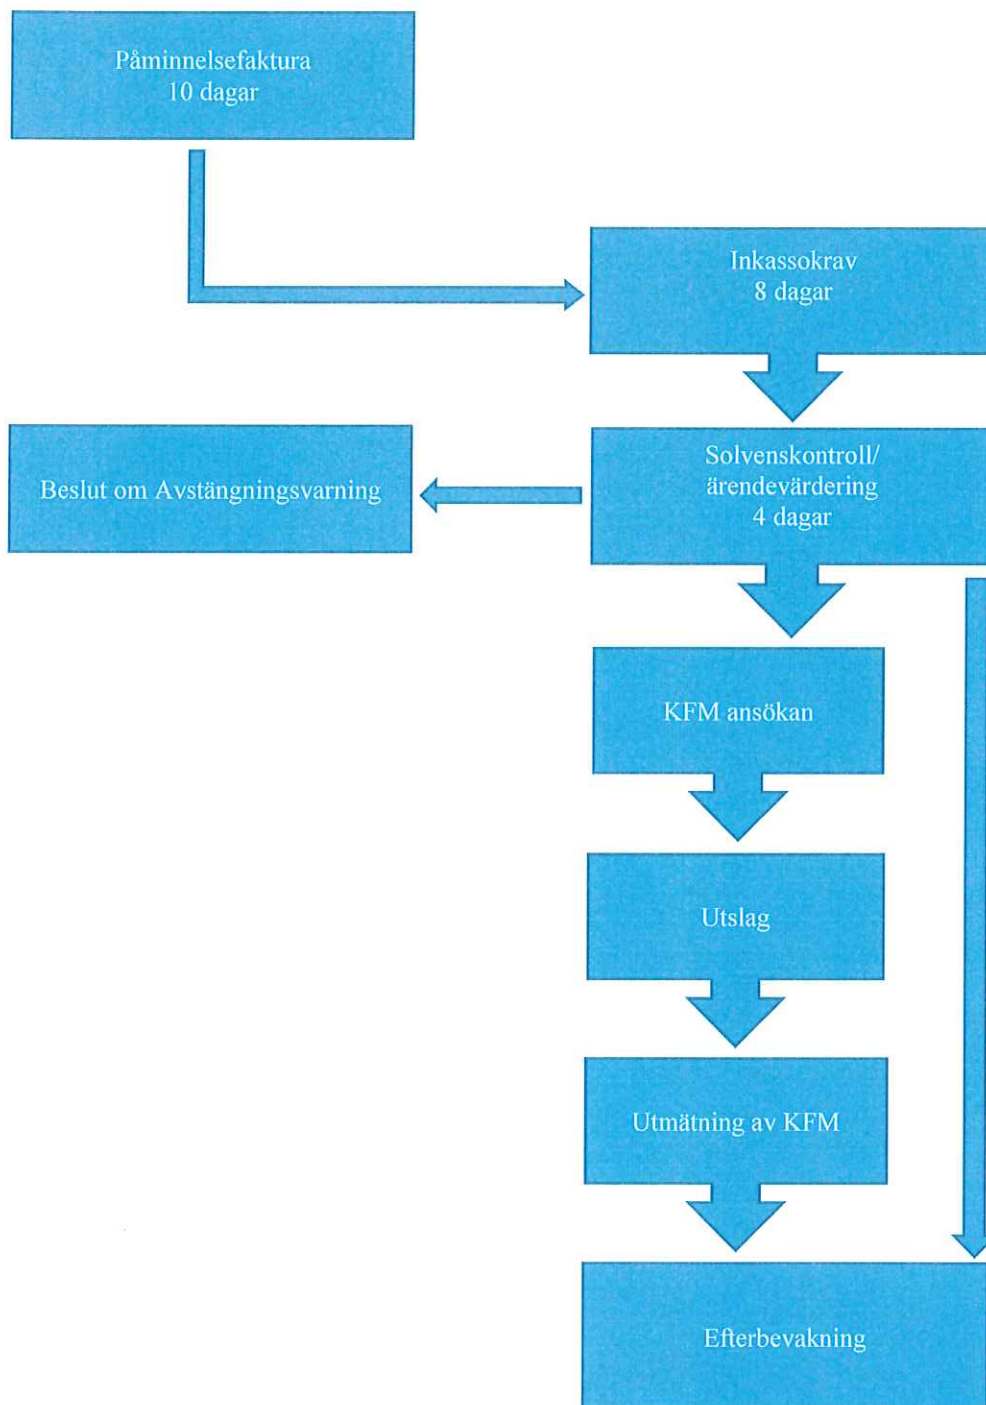 Påminnelsefaktura
10 dagar
Inkassokrav
8 dagar
Solvenskontroll/
ärendevärdering
4 dagar
Beslut om Avstängningsvarning
KFM ansökan
Utslag
Utmätning av KFM
Efterbevakning